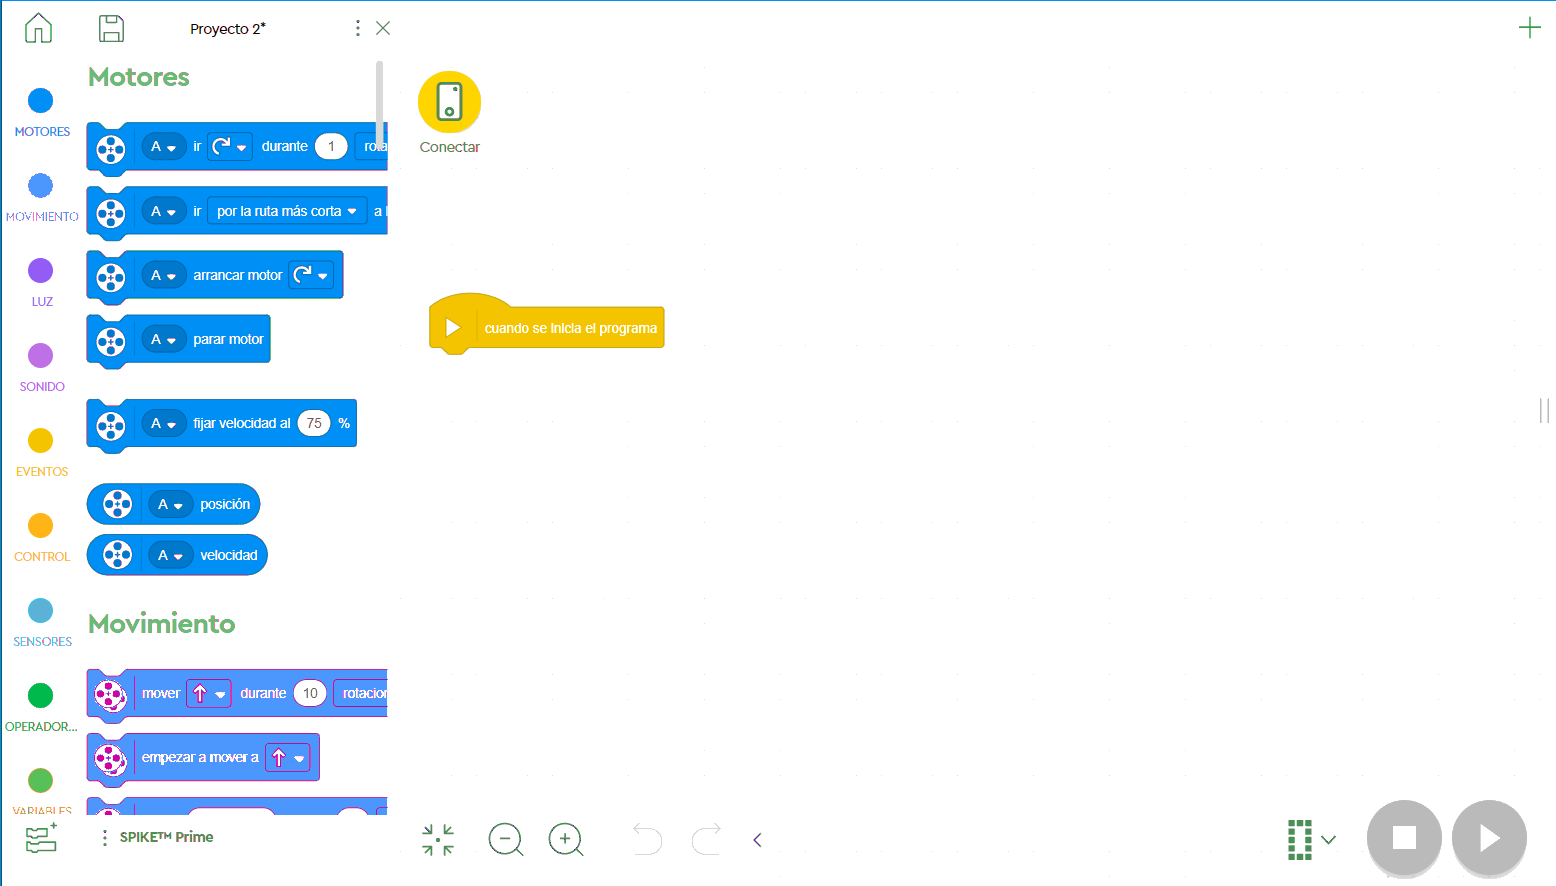 Proyecto 2*
Motores
MOTORES
MOVIMIENTO
LUZ
SONIDO
EVENTOS
CONTROL
SENSORES
OPERADOR...
VARIABLES
A ir durante 1
A ir por la ruta más corta a
A arrancar motor
A parar motor
A fijar velocidad al 75 %
A posición
A velocidad
Movimiento
mover durante 10
empezar a mover a
SPIKE™ Prime
Conectar
cuando se inicia el programa